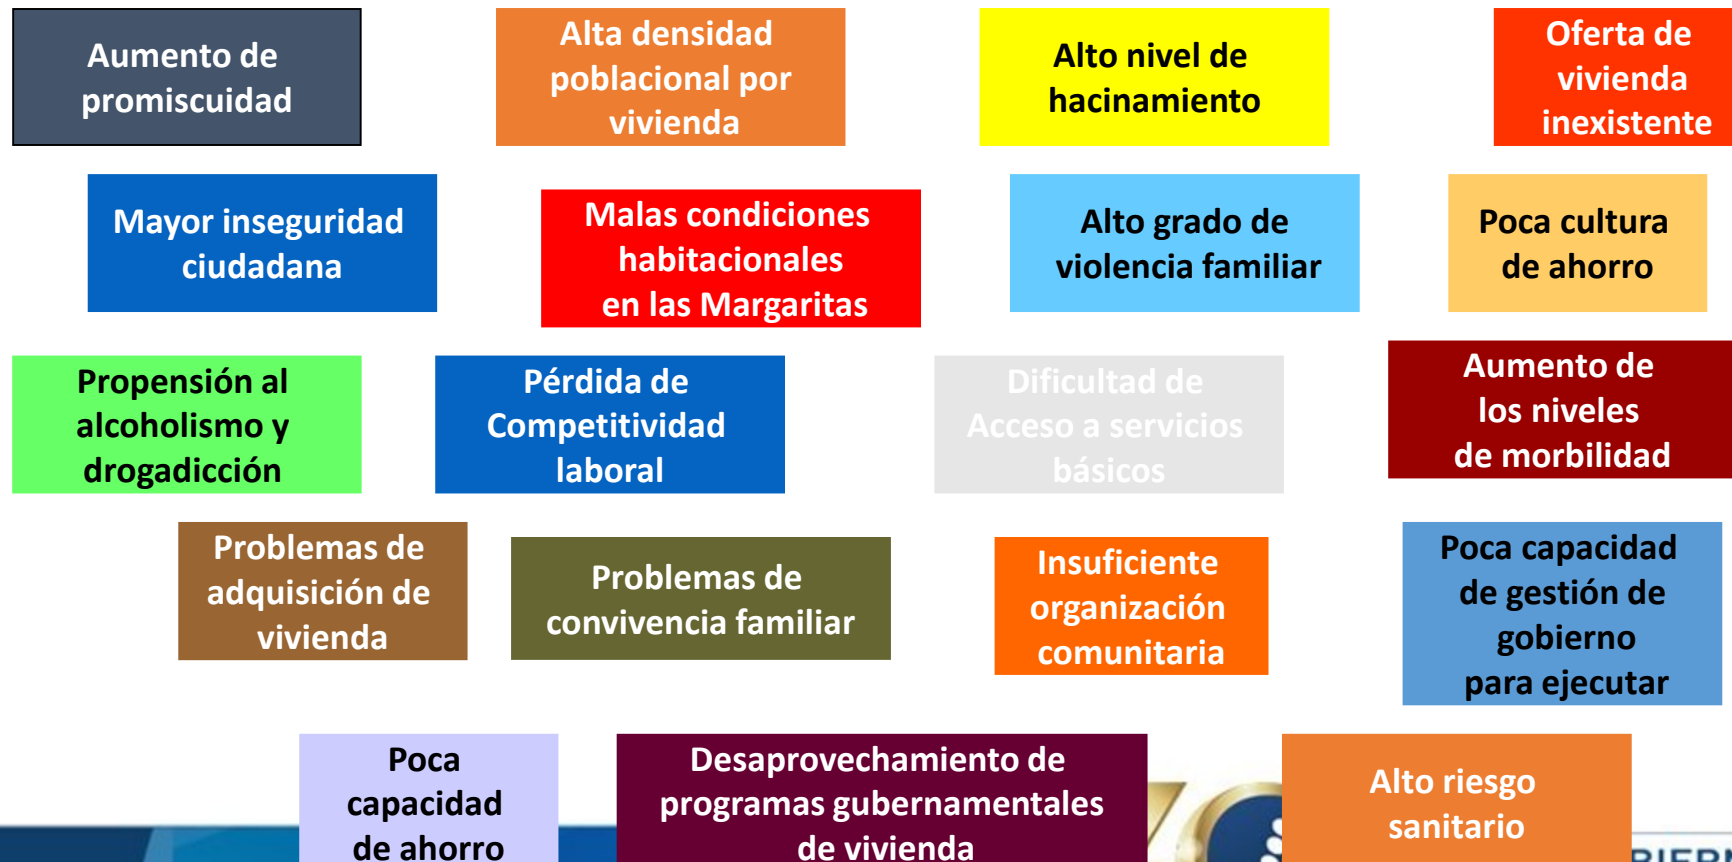 Aumento de
promiscuidad
Alta densidad
poblacional por
vivienda
Alto nivel de
hacinamiento
Oferta de
vivienda
inexistente
Mayor inseguridad
ciudadana
Malas condiciones
habitacionales
en las Margaritas
Alto grado de
violencia familiar
Poca cultura
de ahorro
Propensión al
alcoholismo y
drogadicción
Pérdida de
Competitividad
laboral
Dificultad de
Acceso a servicios
básicos
Aumento de
los niveles
de morbilidad
Problemas de
adquisición de
vivienda
Problemas de
convivencia familiar
Insuficiente
organización
comunitaria
Poca capacidad
de gestión de
gobierno
para ejecutar
Poca
capacidad
de ahorro
Desaprovechamiento de
programas gubernamentales
de vivienda
Alto riesgo
sanitario